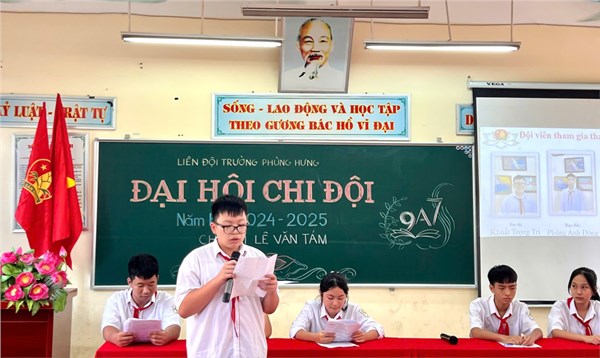 SỐNG - LAO ĐỘNG VÀ HỌC TẬP
THEO GƯƠNG BÁC HỒ VĨ ĐẠI
KỶ LUẬT - TRẬT TỰ
LIÊN ĐỘI TRƯỜNG PHÙNG HƯNG
ĐẠI HỘI CHI ĐỘI
2024 - 2025
LÊ VĂN TÁM
9A7
VEGA
Đội viên tham gia